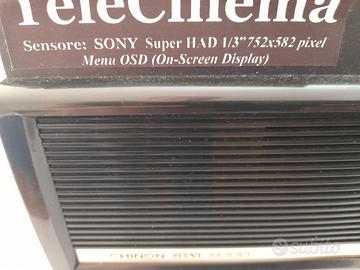 TeleCinema
Sensore: SONY Super HAD 1/3" 752x582 pixel
Menu OSD (On-Screen Display)
CHINON
subito